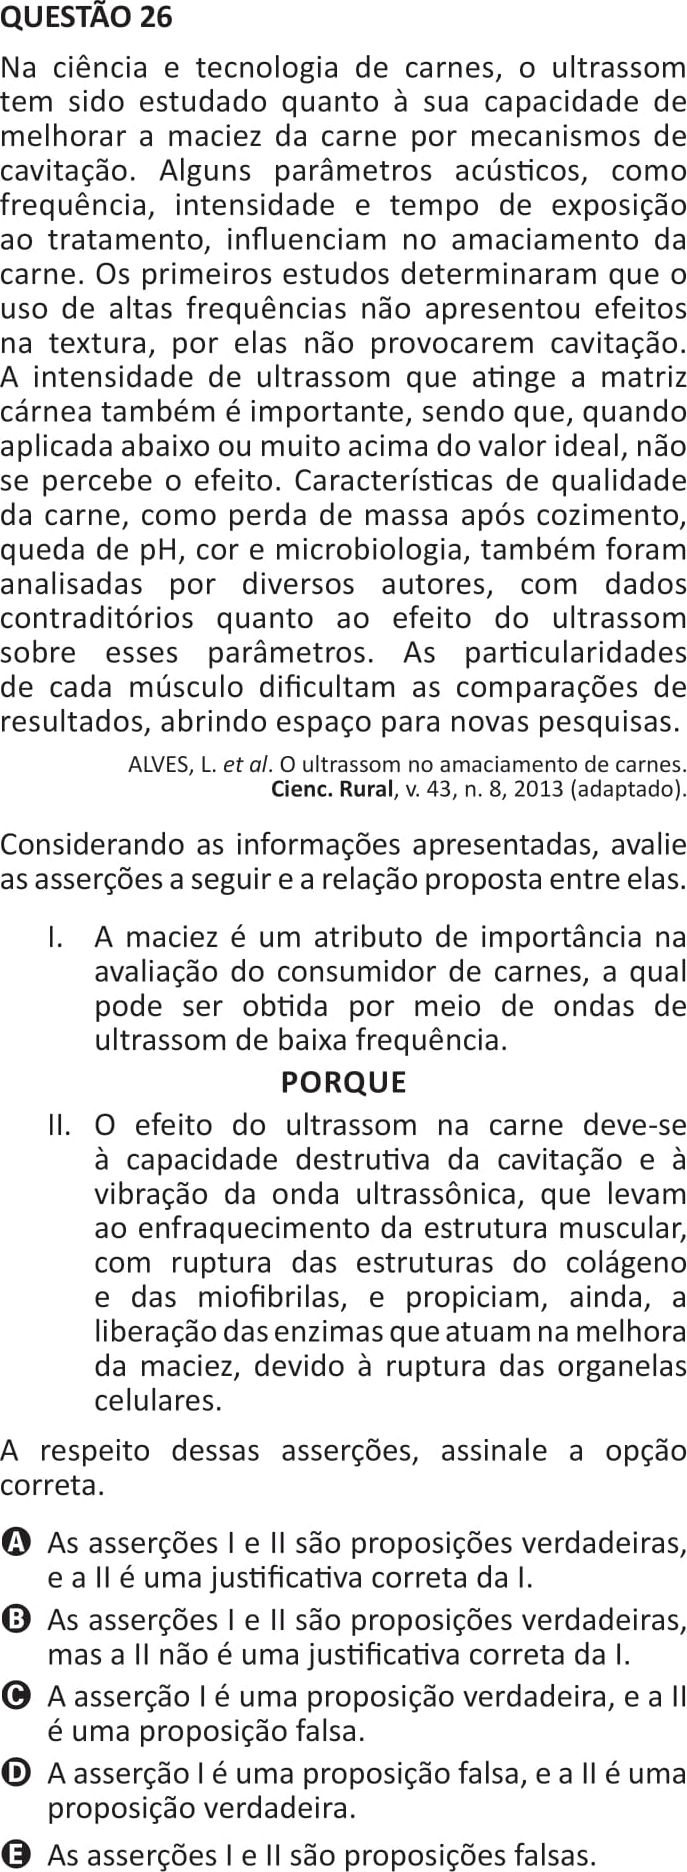 QUESTÃO 26
Na ciência e tecnologia de carnes, o ultrassom
tem sido estudado quanto à sua capacidade de
melhorar a maciez da carne por mecanismos de
cavitação. Alguns parâmetros acústicos, como
frequência, intensidade e tempo de exposição
ao tratamento, influenciam no amaciamento da
carne. Os primeiros estudos determinaram que o
uso de altas frequências não apresentou efeitos
na textura, por elas não provocarem cavitação.
A intensidade de ultrassom que atinge a matriz
cárnea também é importante, sendo que, quando
aplicada abaixo ou muito acima do valor ideal, não
se percebe o efeito. Características de qualidade
da carne, como perda de massa após cozimento,
queda de pH, cor e microbiologia, também foram
analisadas por diversos autores, com dados
contraditórios quanto ao efeito do ultrassom
sobre esses parâmetros. As particularidades
de cada músculo dificultam as comparações de
resultados, abrindo espaço para novas pesquisas.
ALVES, L. et al. O ultrassom no amaciamento de carnes.
Cienc. Rural, v. 43, n. 8, 2013 (adaptado).
Considerando as informações apresentadas, avalie
as asserções a seguir e a relação proposta entre elas.
I. A maciez é um atributo de importância na
avaliação do consumidor de carnes, a qual
pode ser obtida por meio de ondas de
ultrassom de baixa frequência.
PORQUE
II. O efeito do ultrassom na carne deve-se
à capacidade destrutiva da cavitação e à
vibração da onda ultrassônica, que levam
ao enfraquecimento da estrutura muscular,
com ruptura das estruturas do colágeno
e das miofibrilas, e propiciam, ainda, a
liberação das enzimas que atuam na melhora
da maciez, devido à ruptura das organelas
celulares.
A respeito dessas asserções, assinale a opção
correta.
A As asserções I e II são proposições verdadeiras,
e a II é uma justificativa correta da I.
B As asserções I e II são proposições verdadeiras,
mas a II não é uma justificativa correta da I.
C A asserção I é uma proposição verdadeira, e a II
é uma proposição falsa.
D A asserção I é uma proposição falsa, e a II é uma
proposição verdadeira.
E As asserções I e II são proposições falsas.